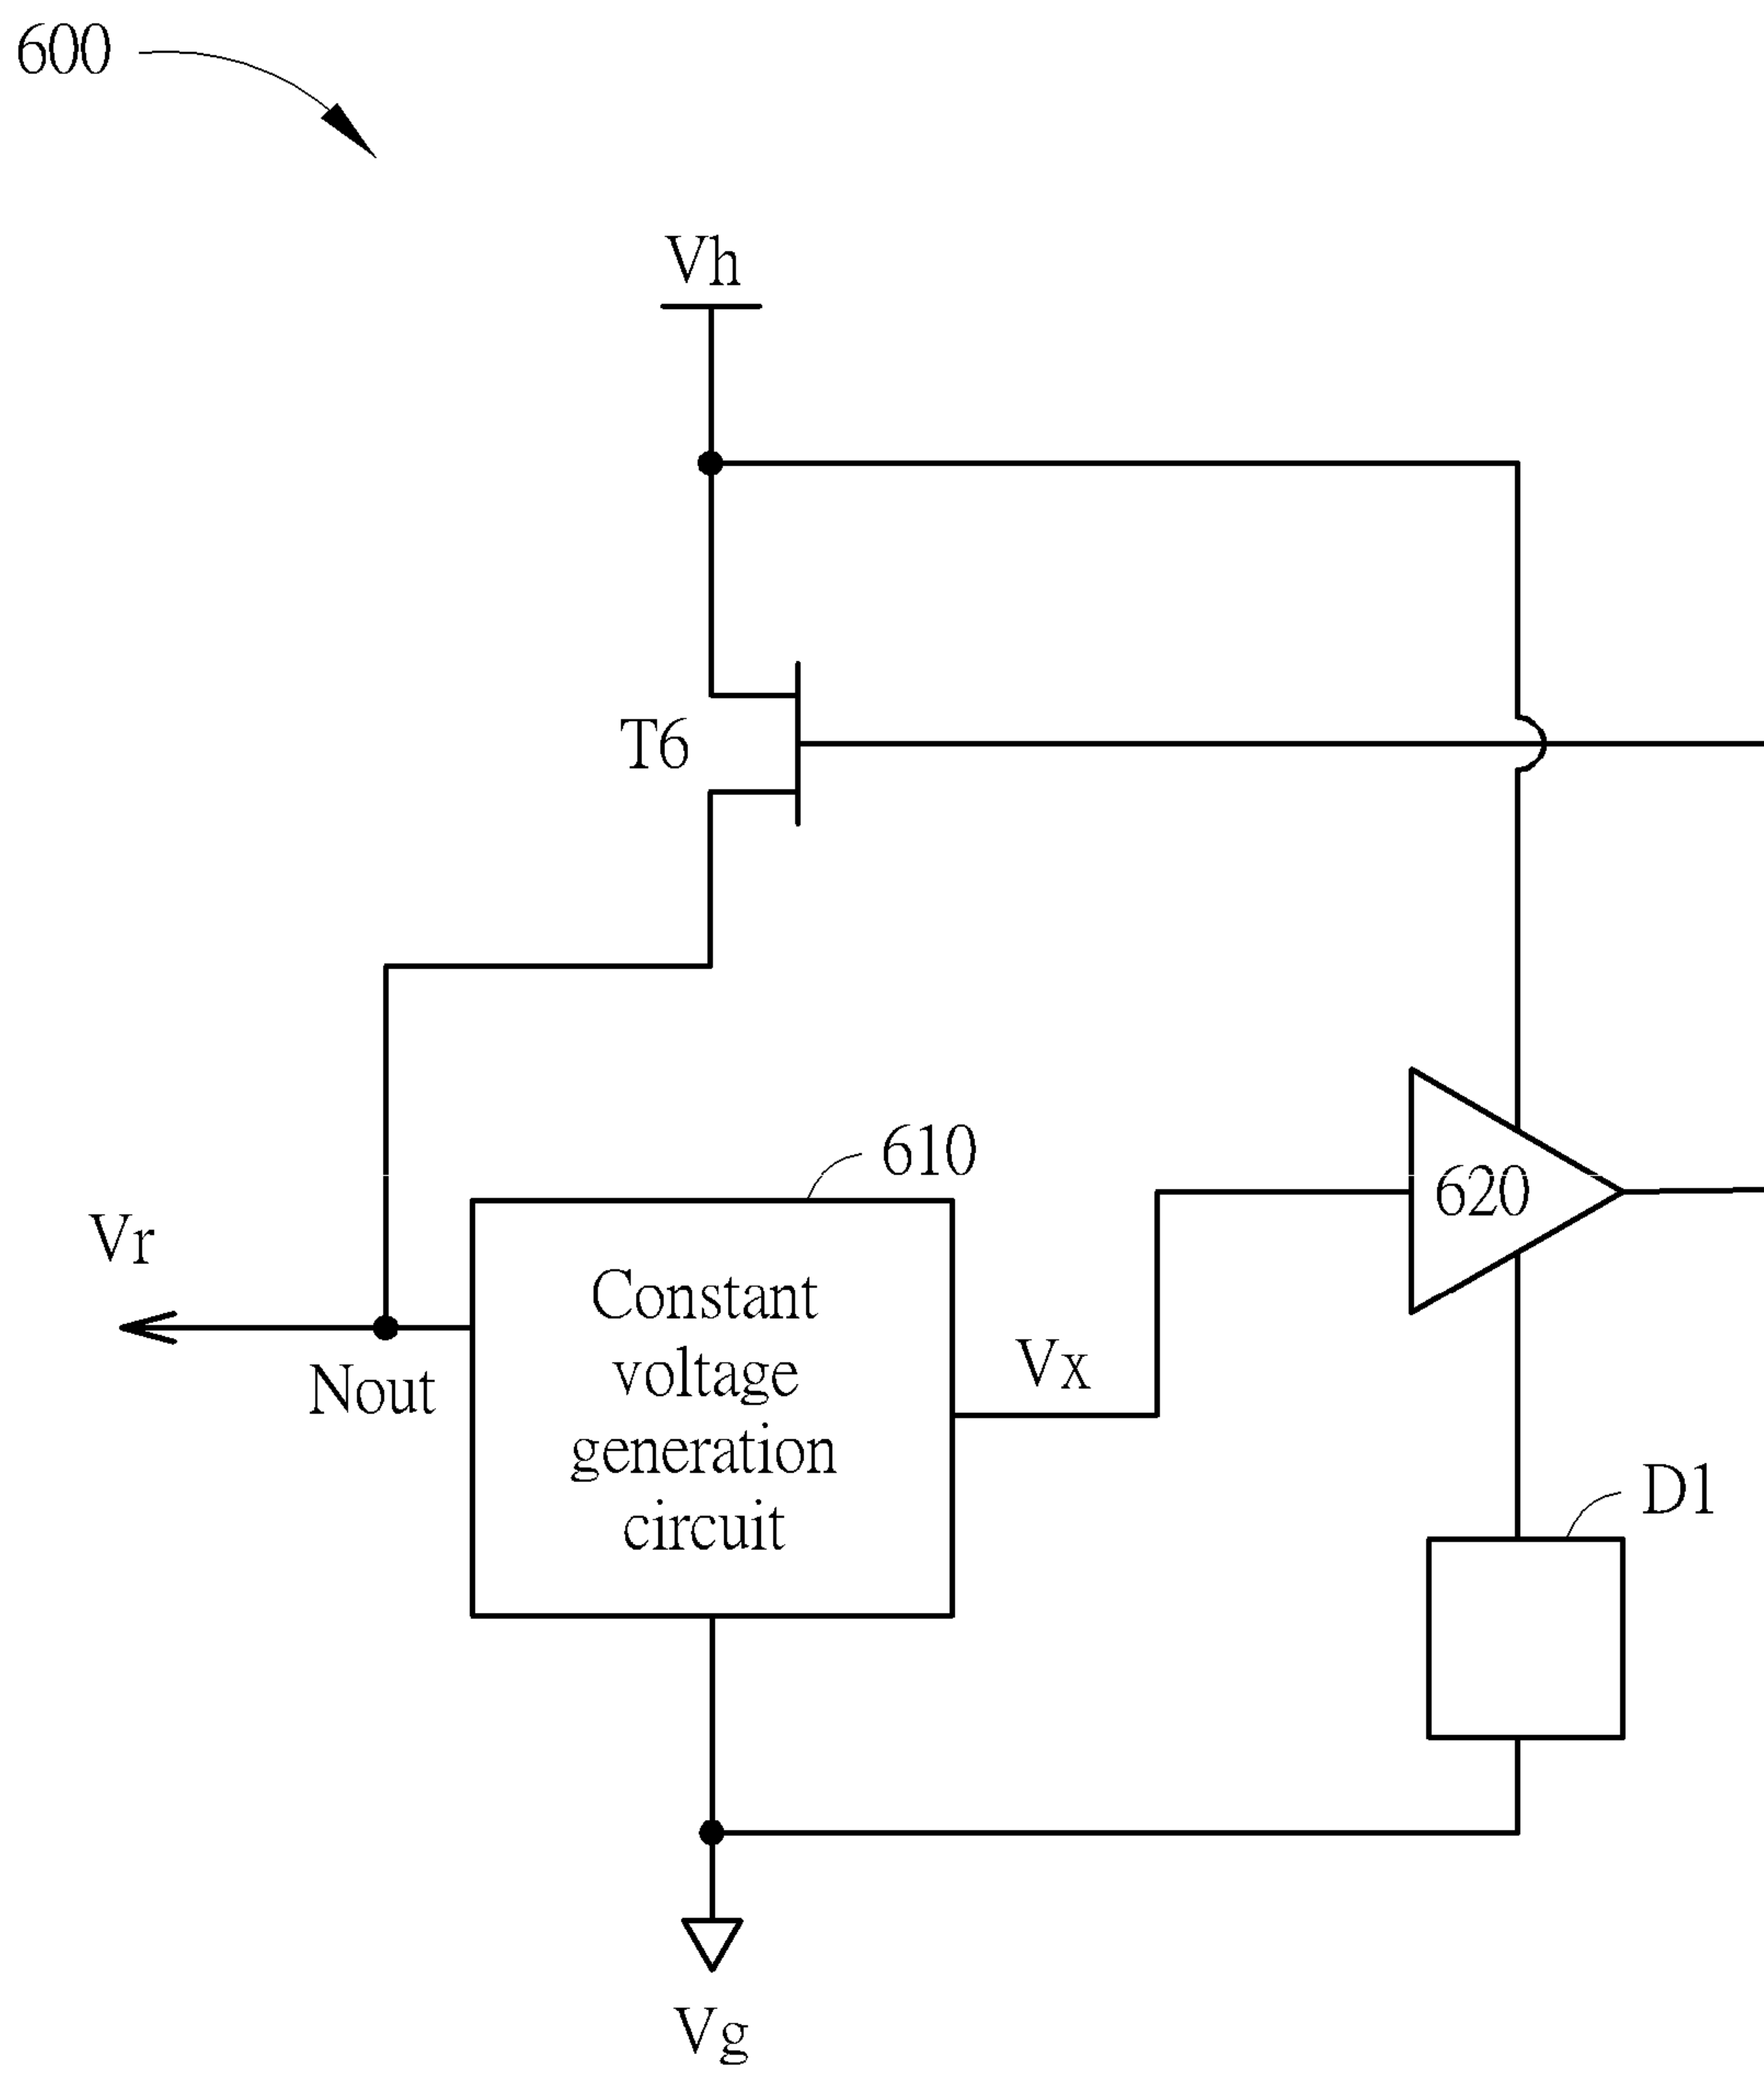 600
Vh
T6
610
620
Vr
Constant
voltage
generation
circuit
Vx
Nout
D1
Vg